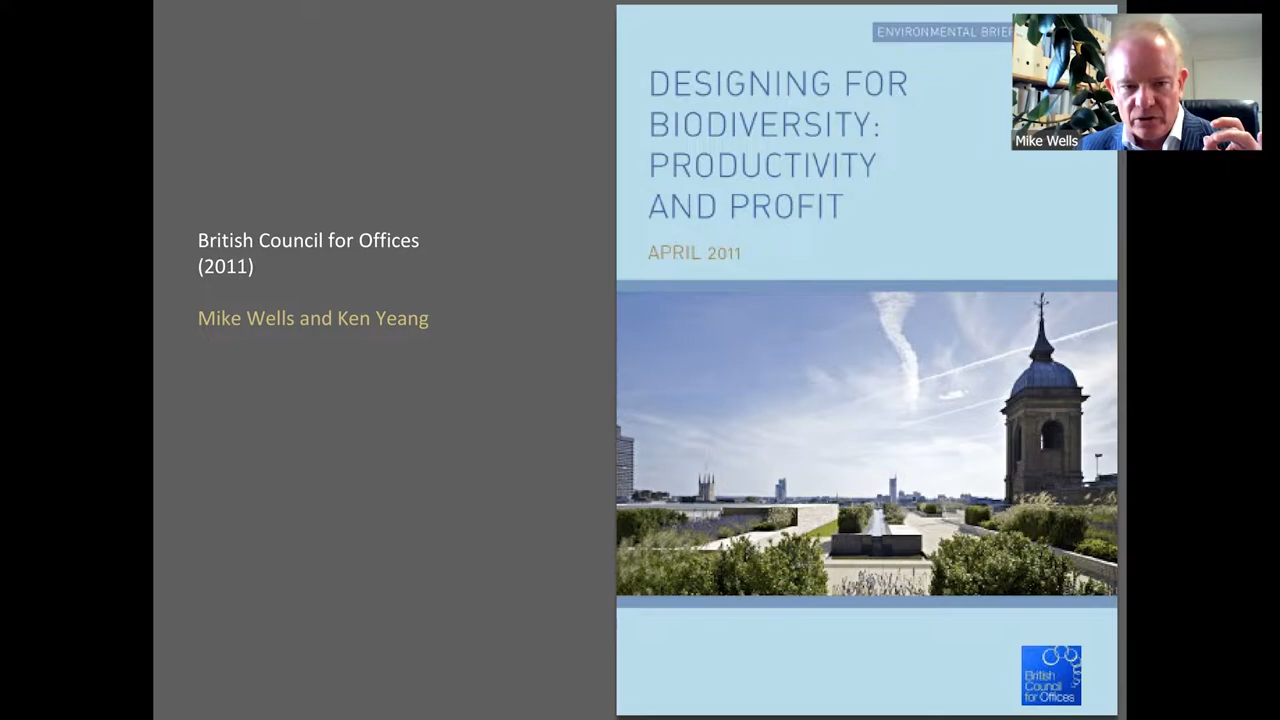 British Council for Offices
(2011)
Mike Wells and Ken Yeang
ENVIRONMENTAL
DESIGNING FOR
BIODIVERSITY:
PRODUCTIVITY
AND PROFIT
APRIL 2011
Mike Wells
British
Council
for Offices